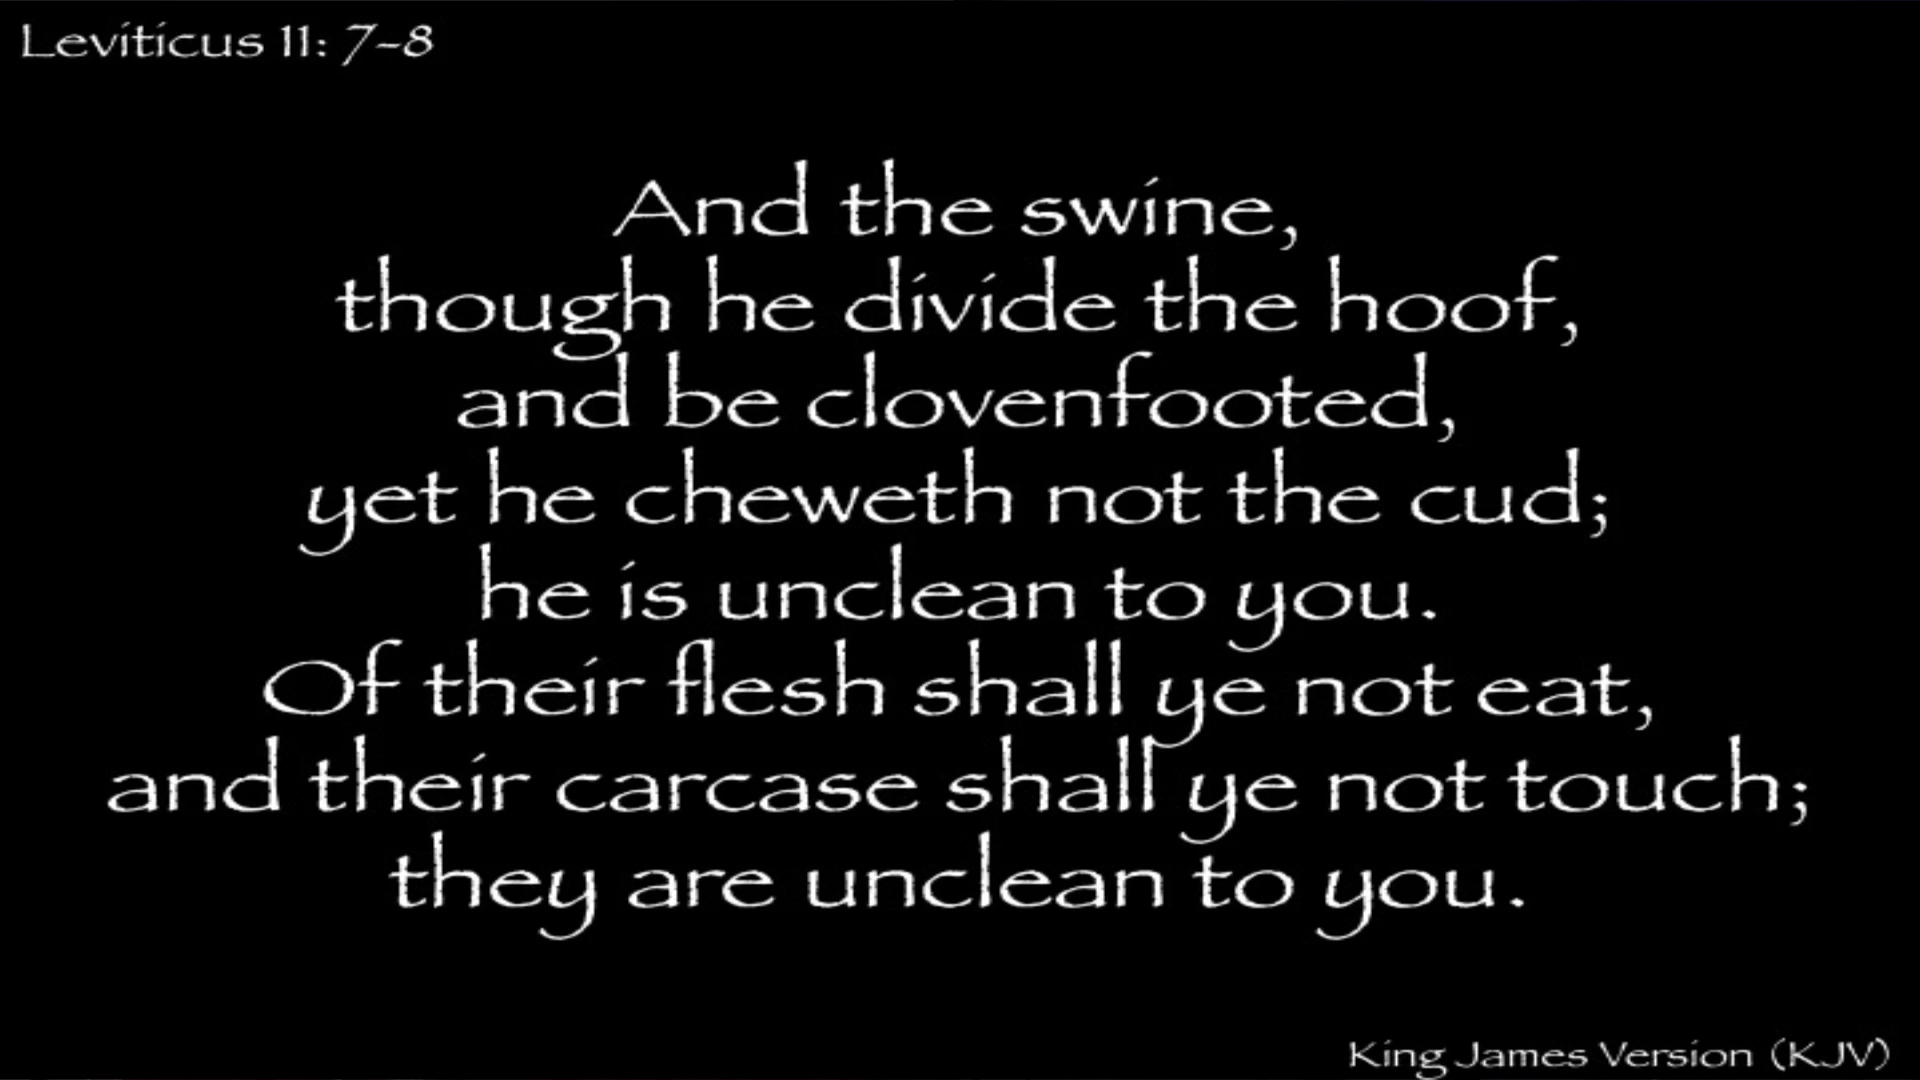 Leviticus 11: 7-8
And the swine,
though he divide the hoof,
and be clovenfooted,
yet he cheweth not the cud;
he is unclean to you.
Of their flesh shall ye not eat,
and their carcase shall ye not touch;
they are unclean to you.
King James Version (KJV)